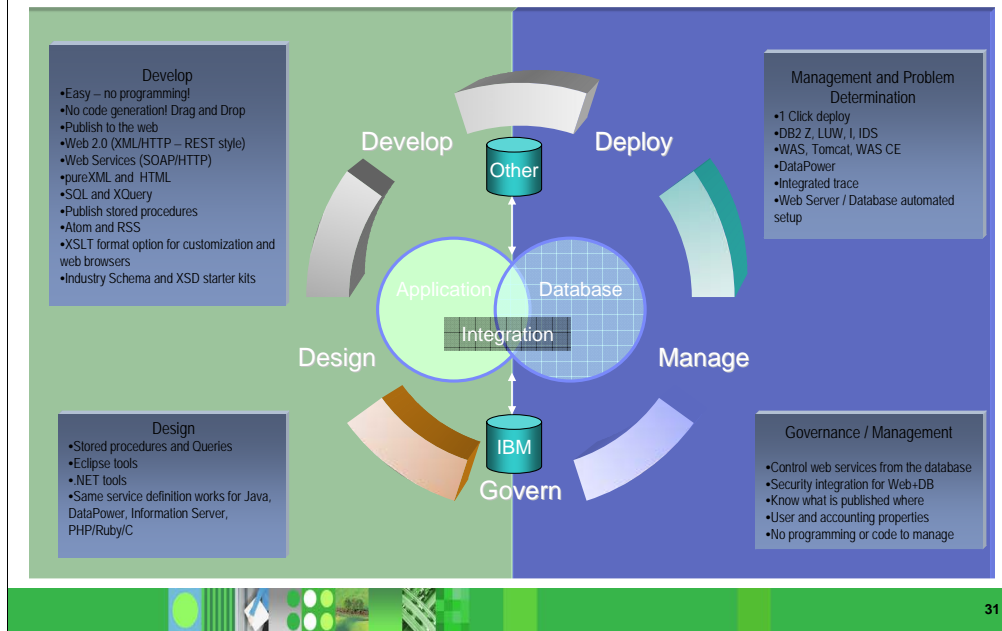 Develop
•Easy – no programming!
•No code generation! Drag and Drop
•Publish to the web
•Web 2.0 (XML/HTTP – REST style)
•Web Services (SOAP/HTTP)
•pureXML and HTML
•SQL and XQuery
•Publish stored procedures
•Atom and RSS
•XSLT format option for customization and
web browsers
•Industry Schema and XSD starter kits
Management and Problem
Determination
•1 Click deploy
•DB2 Z, LUW, I, IDS
•WAS, Tomcat, WAS CE
•DataPower
•Integrated trace
•Web Server / Database automated
setup
Develop
Deploy
Other
Application
Database
Integration
Design
Manage
IBM
Govern
Design
•Stored procedures and Queries
•Eclipse tools
•.NET tools
•Same service definition works for Java,
DataPower, Information Server,
PHP/Ruby/C
Governance / Management
•Control web services from the database
•Security integration for Web+DB
•Know what is published where
•User and accounting properties
•No programming or code to manage
31